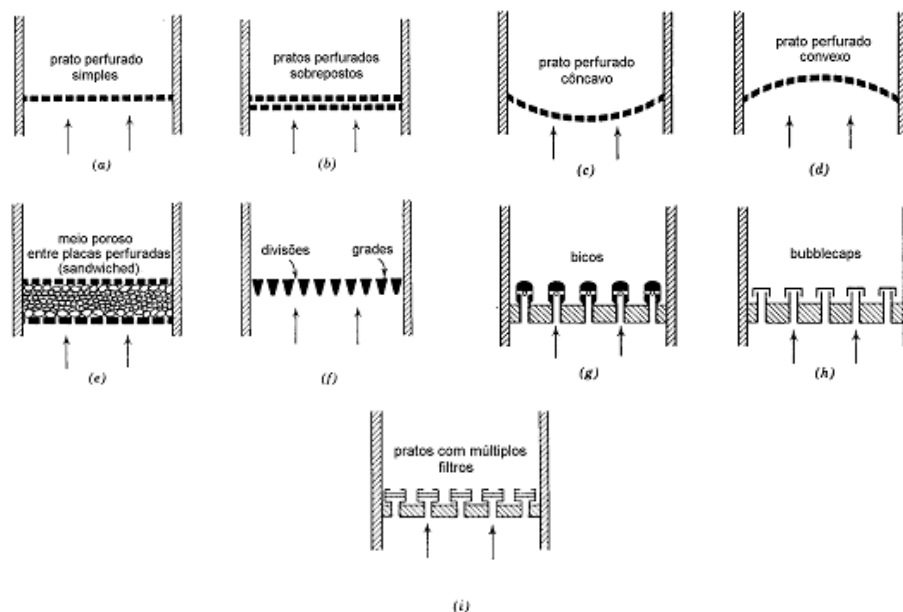 prato perfurado
simples
(a)
pratos perfurados
sobrepostos
(b)
prato perfurado
côncavo
(c)
prato perfurado
convexo
(d)
meio poroso
entre placas perfuradas
(sandwiched)
(e)
divisões
grades
(f)
bicos
(g)
bubblecaps
(h)
pratos com múltiplos
filtros
(i)